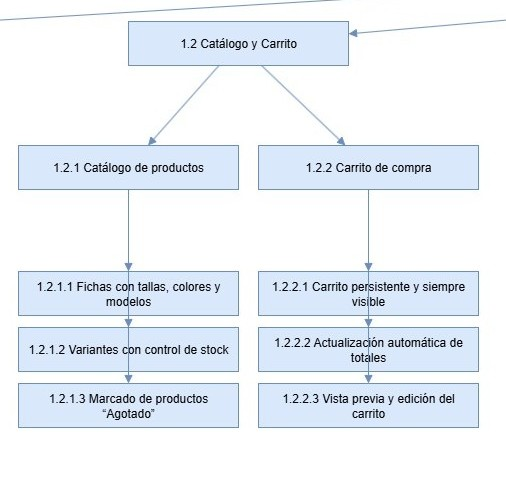 1.2 Catálogo y Carrito
1.2.1 Catálogo de productos
1.2.2 Carrito de compra
1.2.1.1 Fichas con tallas, colores y
modelos
1.2.2.1 Carrito persistente y siempre
visible
1.2.1.2 Variantes con control de stock
1.2.2.2 Actualización automática de
totales
1.2.1.3 Marcado de productos
“Agotado”
1.2.2.3 Vista previa y edición del
carrito